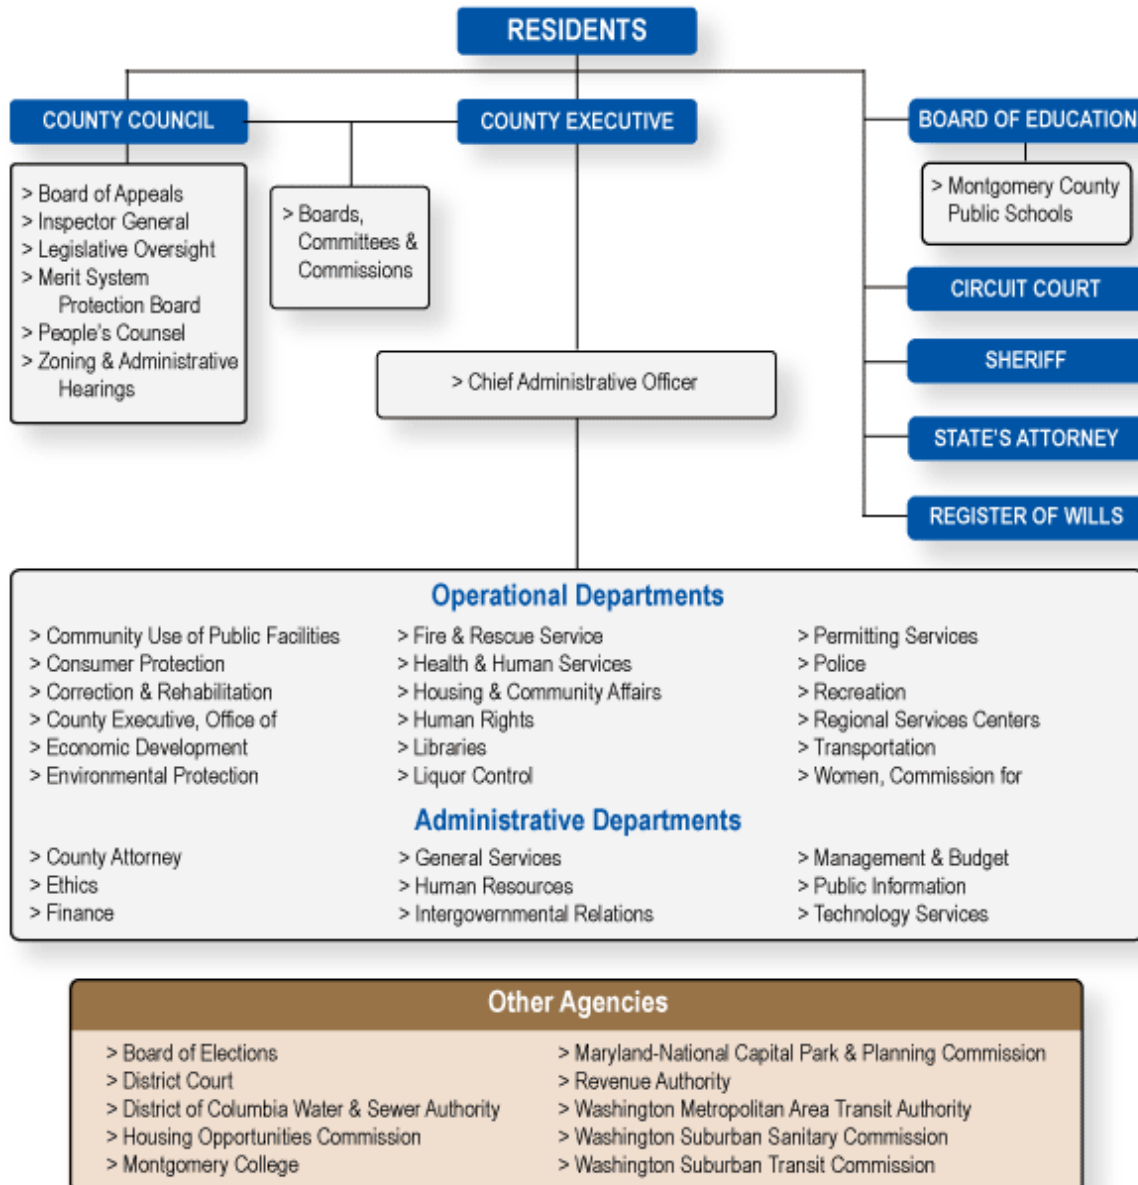 RESIDENTS
COUNTY COUNCIL
COUNTY EXECUTIVE
BOARD OF EDUCATION
> Board of Appeals
> Inspector General
> Legislative Oversight
> Merit System
Protection Board
> People's Counsel
> Zoning & Administrative
Hearings
> Boards,
Committees &
Commissions
> Montgomery County
Public Schools
CIRCUIT COURT
SHERIFF
STATE'S ATTORNEY
REGISTER OF WILLS
> Chief Administrative Officer
Operational Departments
> Community Use of Public Facilities
> Consumer Protection
> Correction & Rehabilitation
> County Executive, Office of
> Economic Development
> Environmental Protection
> Fire & Rescue Service
> Health & Human Services
> Housing & Community Affairs
> Human Rights
> Libraries
> Liquor Control
> Permitting Services
> Police
> Recreation
> Regional Services Centers
> Transportation
> Women, Commission for
Administrative Departments
> County Attorney
> Ethics
> Finance
> General Services
> Human Resources
> Intergovernmental Relations
> Management & Budget
> Public Information
> Technology Services
Other Agencies
> Board of Elections
> District Court
> District of Columbia Water & Sewer Authority
> Housing Opportunities Commission
> Montgomery College
> Maryland-National Capital Park & Planning Commission
> Revenue Authority
> Washington Metropolitan Area Transit Authority
> Washington Suburban Sanitary Commission
> Washington Suburban Transit Commission